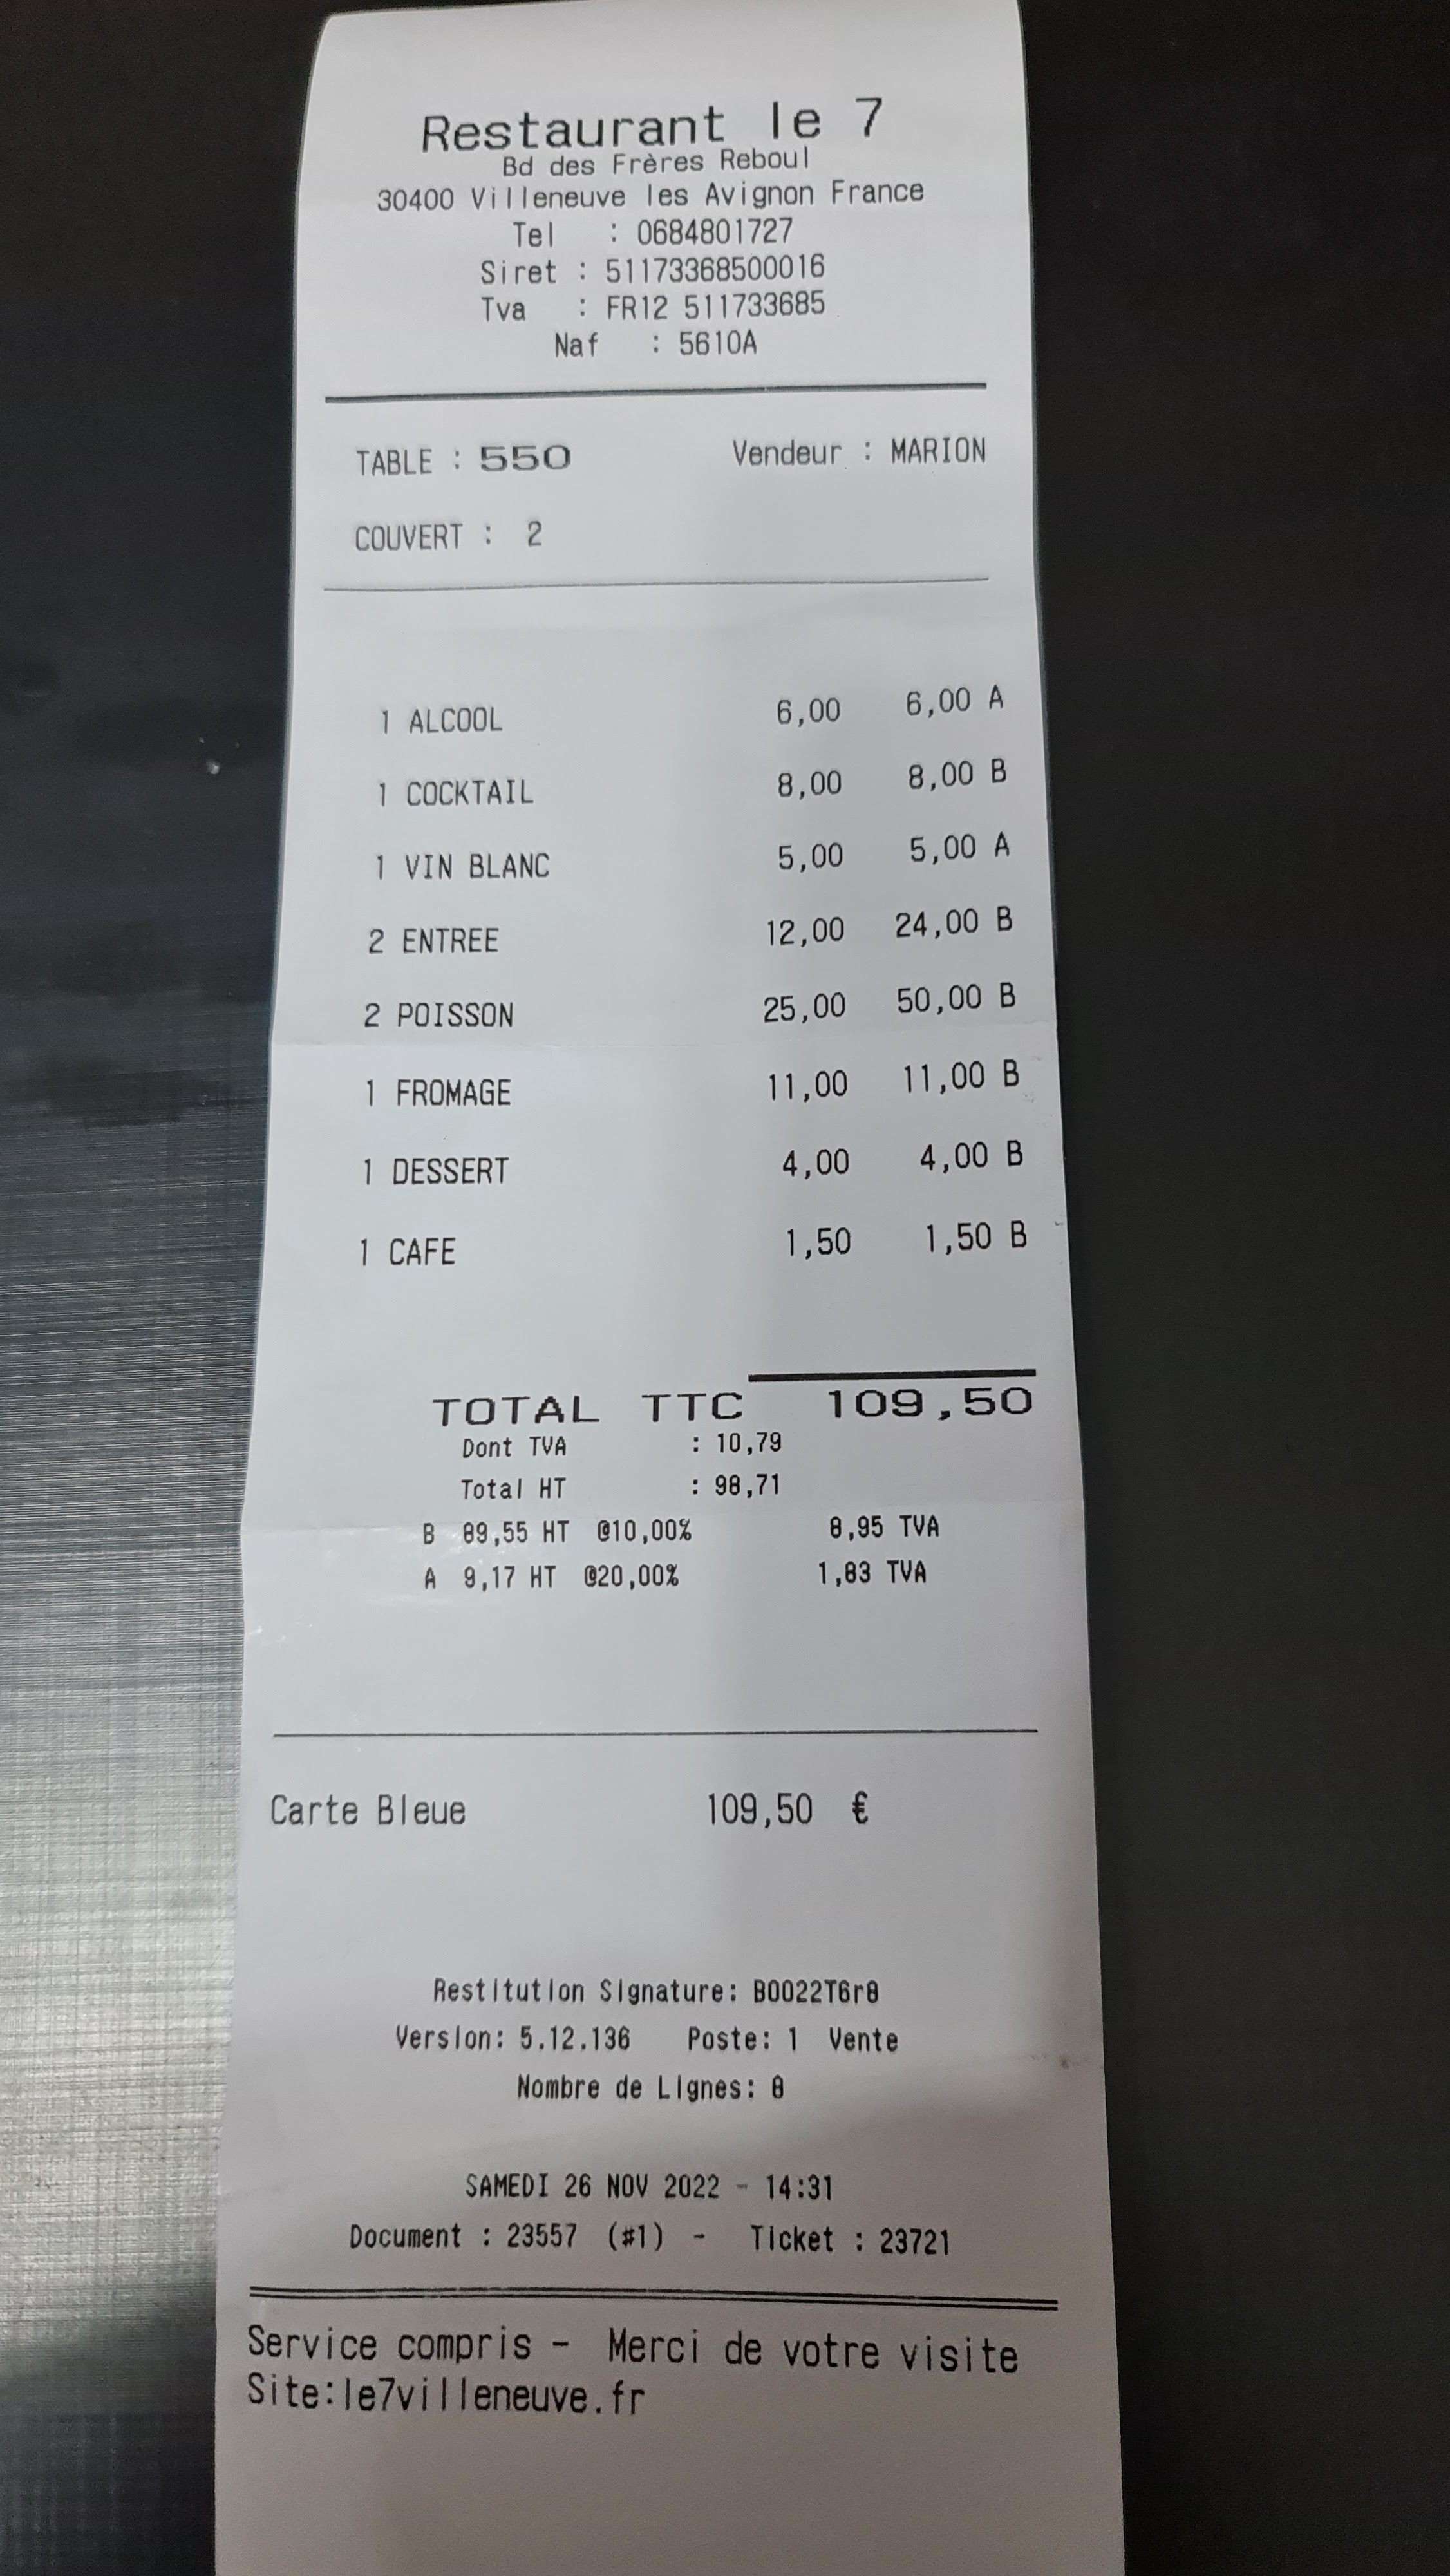 Restaurant le 7
Bd des Frères Reboul
30400 Villeneuve les Avignon France
Tel : 0684801727
Siret : 51173368500016
Tva : FR12 511733685
Naf : 5610A
TABLE : 550 Vendeur : MARION
COUVERT : 2
1 ALCOOL 6,00 6,00 A
1 COCKTAIL 8,00 8,00 B
1 VIN BLANC 5,00 5,00 A
2 ENTREE 12,00 24,00 B
2 POISSON 25,00 50,00 B
1 FROMAGE 11,00 11,00 B
1 DESSERT 4,00 4,00 B
1 CAFE 1,50 1,50 B
TOTAL TTC 109,50
Dont TVA : 10,79
Total HT : 98,71
B 89,55 HT @10,00% 8,95 TVA
A 9,17 HT @20,00% 1,83 TVA
Carte Bleue 109,50 €
Restitution Signature: B0022T6r8
Version: 5.12.136 Poste: 1 Vente
Nombre de Lignes: 8
SAMEDI 26 NOV 2022 - 14:31
Document : 23557 (#1) - Ticket : 23721
Service compris - Merci de votre visite
Site:le7villeneuve.fr